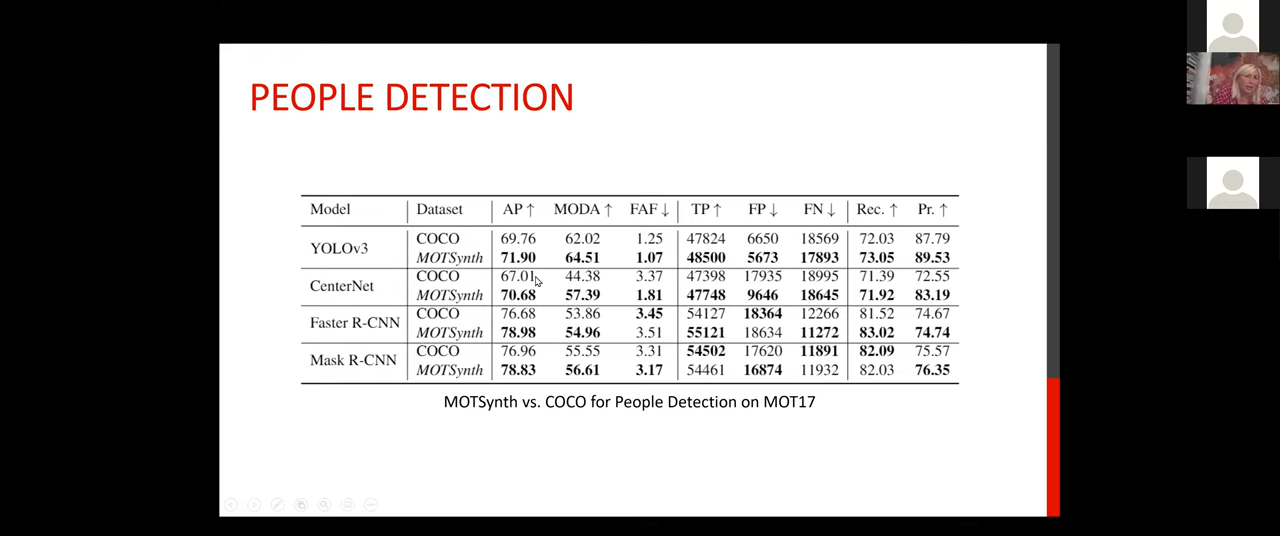 PEOPLE DETECTION
Model Dataset AP ↑ MODA ↑ FAF ↓ TP ↑ FP ↓ FN ↓ Rec. ↑ Pr. ↑
YOLOv3 COCO 69.76 62.02 1.25 47824 6650 18569 72.03 87.79
MOTSynth 71.90 64.51 1.07 48500 5673 17893 73.05 89.53
CenterNet COCO 67.01 44.38 3.37 47398 17935 18995 71.39 72.55
MOTSynth 70.68 57.39 1.81 47748 9646 18645 71.92 83.19
Faster R-CNN COCO 76.68 53.86 3.45 54127 18364 12266 81.52 74.67
MOTSynth 78.98 54.96 3.51 55121 18634 11272 83.02 74.74
Mask R-CNN COCO 76.96 55.55 3.31 54502 17620 11891 82.09 75.57
MOTSynth 78.83 56.61 3.17 54461 16874 11932 82.03 76.35
MOTSynth vs. COCO for People Detection on MOT17